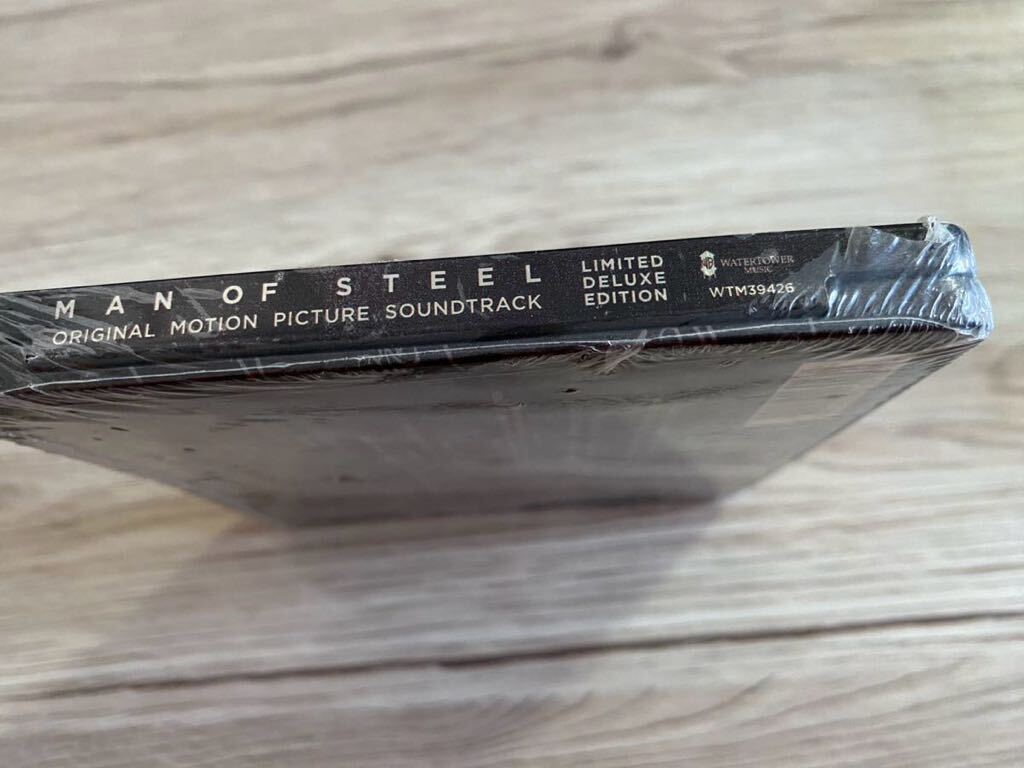 MAN OF STEEL
ORIGINAL MOTION PICTURE SOUNDTRACK
LIMITED
DELUXE
EDITION
WATERTOWER
MUSIC
WTM39426